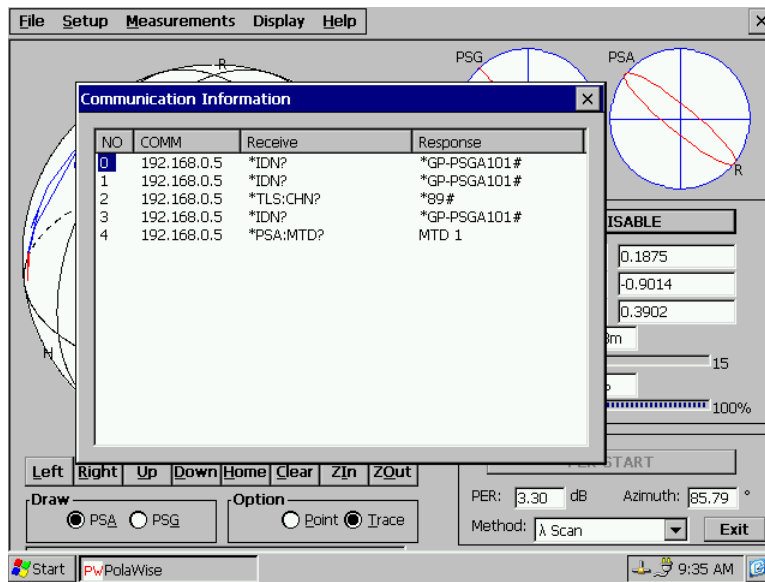 File Setup Measurements Display Help
PSG PSA
R
R
H
Communication Information
NO COMM Receive Response
0 192.168.0.5 *IDN? *GP-PSGA101#
1 192.168.0.5 *IDN? *GP-PSGA101#
2 192.168.0.5 *TLS:CHN? *89#
3 192.168.0.5 *IDN? *GP-PSGA101#
4 192.168.0.5 *PSA:MTD? MTD 1
0.1875
-0.9014
0.3902
15
100%
Left Right Up Down Home Clear ZIn ZOut
START
Draw Option
PSA PSG Point Trace
PER: 3.30 dB Azimuth: 85.79 °
Method: λ Scan Exit
Start PW PolaWise 9:35 AM